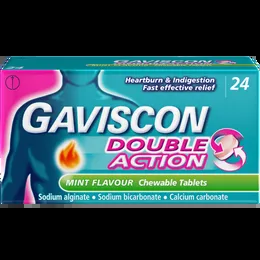 Heartburn & Indigestion
Fast effective relief
24
GAVISCON
DOUBLE
ACTION
MINT FLAVOUR Chewable Tablets
Sodium alginate • Sodium bicarbonate • Calcium carbonate